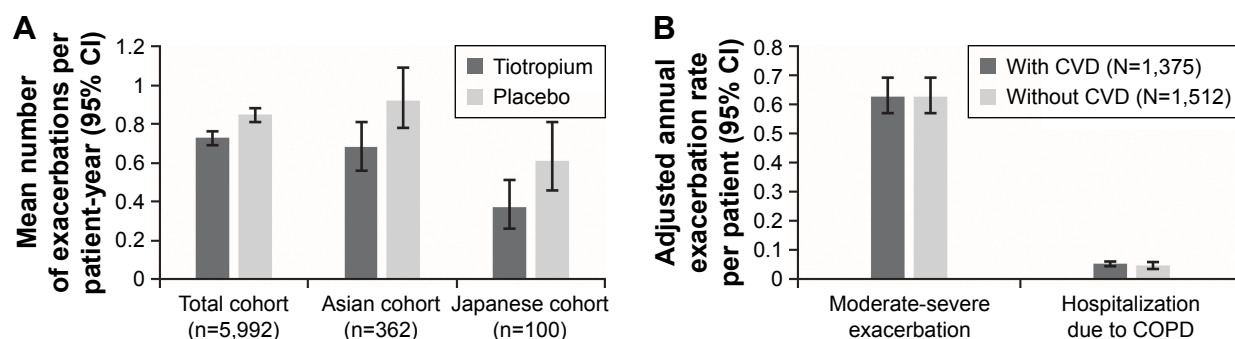 A
Mean number
of exacerbations per
patient-year (95% CI)
1.2
1
0.8
0.6
0.4
0.2
0
Tiotropium
Placebo
Total cohort
(n=5,992)
Asian cohort
(n=362)
Japanese cohort
(n=100)
B
Adjusted annual
exacerbation rate
per patient (95% CI)
0.8
0.7
0.6
0.5
0.4
0.3
0.2
0.1
0
With CVD (N=1,375)
Without CVD (N=1,512)
Moderate-severe
exacerbation
Hospitalization
due to COPD